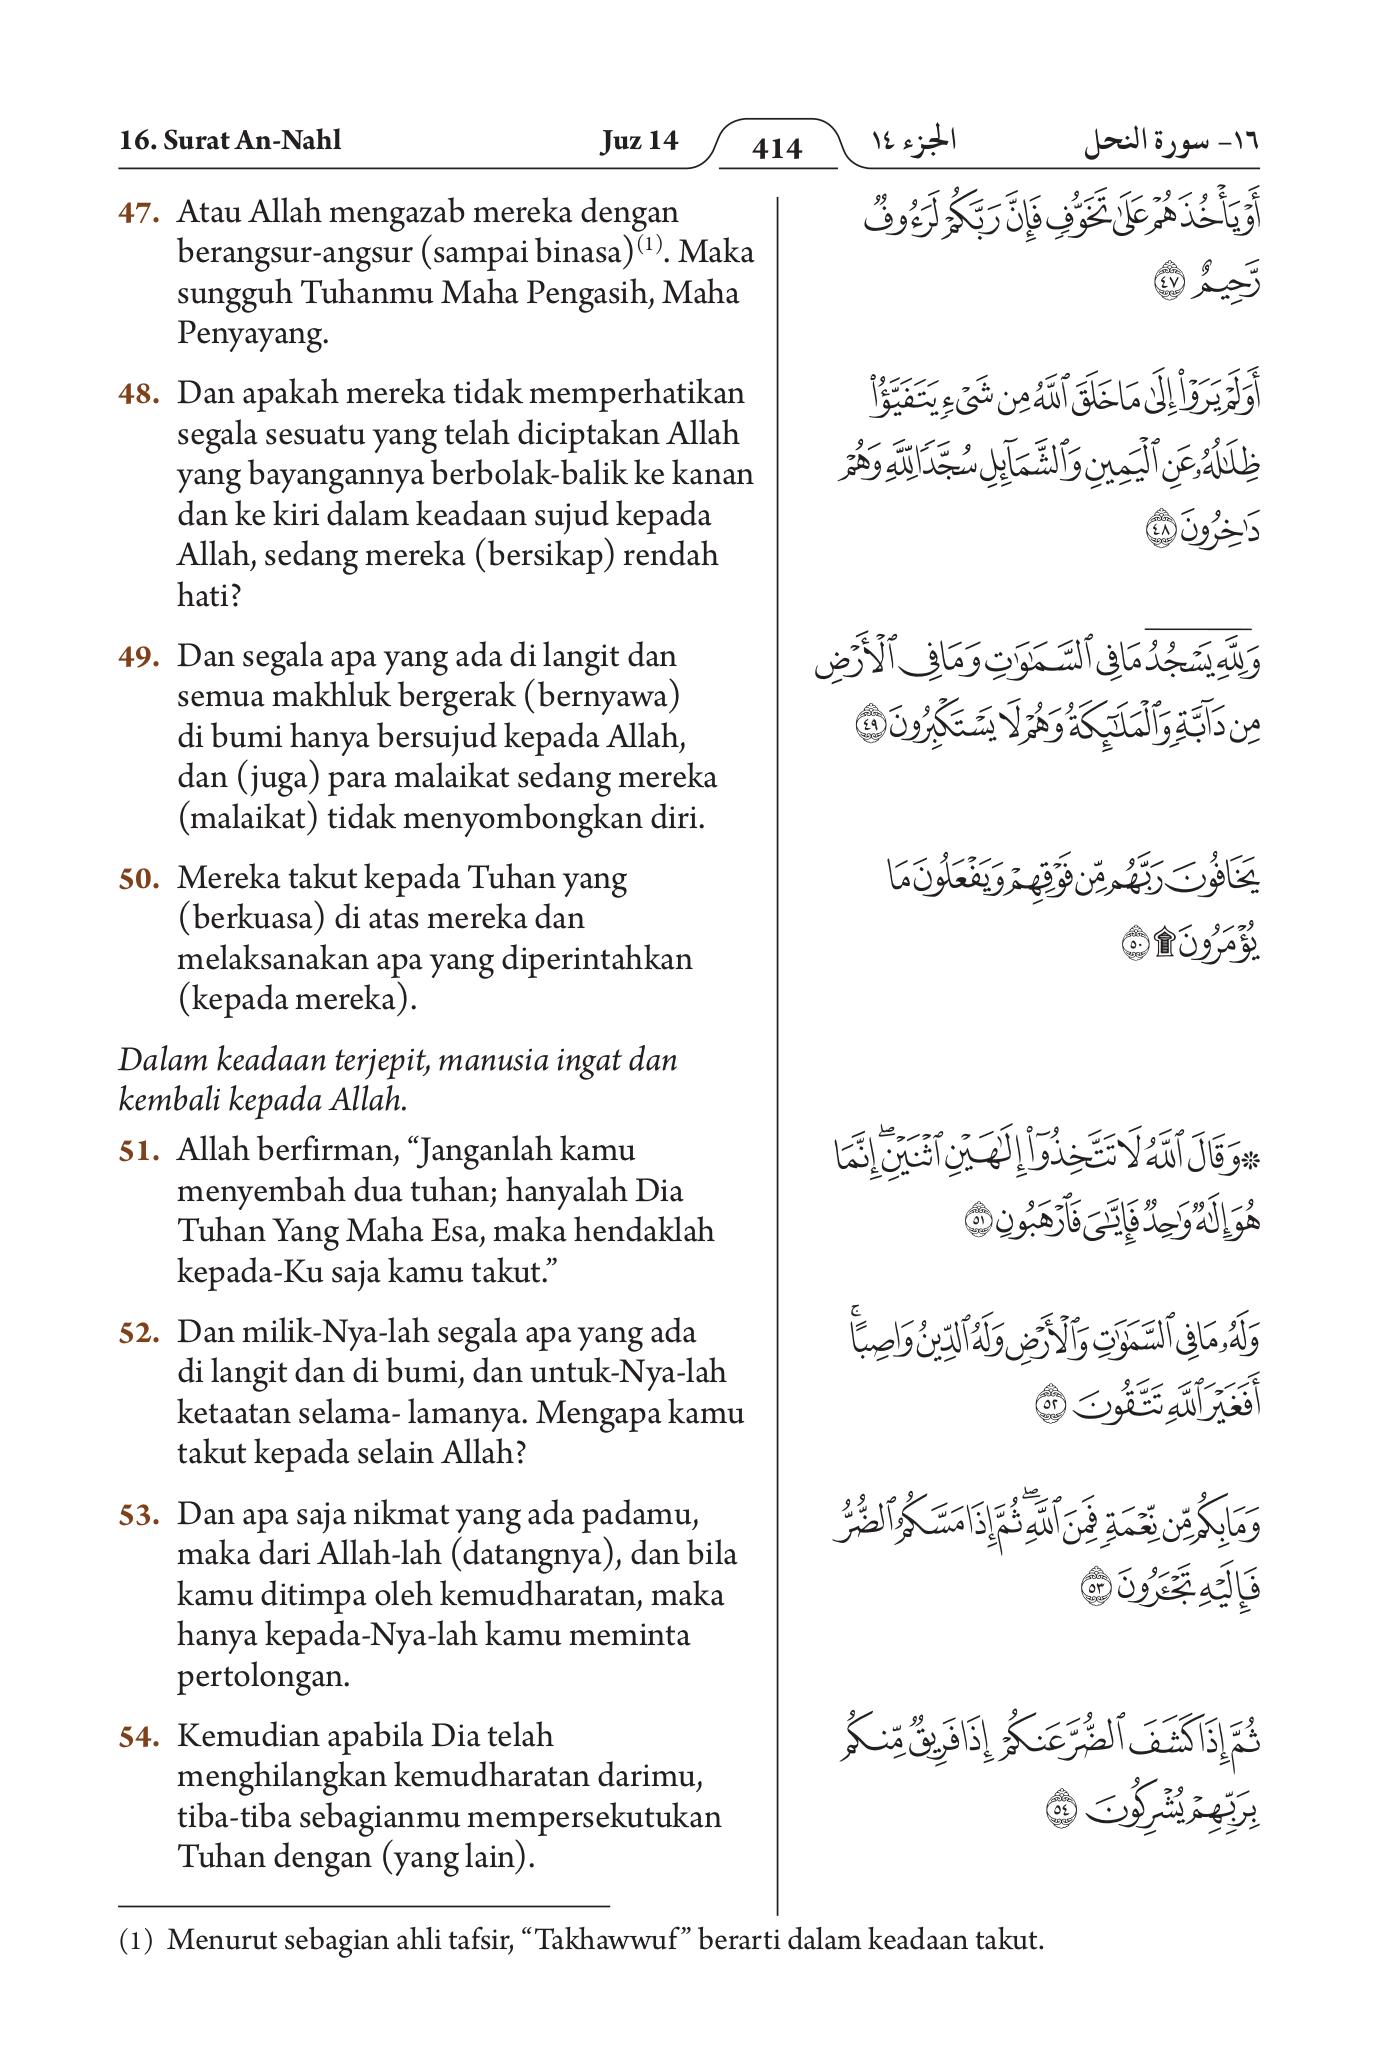 16. Surat An-Nahl
Juz 14
414
الجزء ١٤
١٦- سورة النحل
47. Atau Allah mengazab mereka dengan
berangsur-angsur (sampai binasa)(1). Maka
sungguh Tuhanmu Maha Pengasih, Maha
Penyayang.
48. Dan apakah mereka tidak memperhatikan
segala sesuatu yang telah diciptakan Allah
yang bayangannya berbolak-balik ke kanan
dan ke kiri dalam keadaan sujud kepada
Allah, sedang mereka (bersikap) rendah
hati?
49. Dan segala apa yang ada di langit dan
semua makhluk bergerak (bernyawa)
di bumi hanya bersujud kepada Allah,
dan (juga) para malaikat sedang mereka
(malaikat) tidak menyombongkan diri.
50. Mereka takut kepada Tuhan yang
(berkuasa) di atas mereka dan
melaksanakan apa yang diperintahkan
(kepada mereka).
Dalam keadaan terjepit, manusia ingat dan
kembali kepada Allah.
51. Allah berfirman, “Janganlah kamu
menyembah dua tuhan; hanyalah Dia
Tuhan Yang Maha Esa, maka hendaklah
kepada-Ku saja kamu takut.”
52. Dan milik-Nya-lah segala apa yang ada
di langit dan di bumi, dan untuk-Nya-lah
ketaatan selama- lamanya. Mengapa kamu
takut kepada selain Allah?
53. Dan apa saja nikmat yang ada padamu,
maka dari Allah-lah (datangnya), dan bila
kamu ditimpa oleh kemudharatan, maka
hanya kepada-Nya-lah kamu meminta
pertolongan.
54. Kemudian apabila Dia telah
menghilangkan kemudharatan darimu,
tiba-tiba sebagianmu mempersekutukan
Tuhan dengan (yang lain).
أَوۡ يَأۡخُذَهُمۡ عَلَىٰ تَخَوُّفٖ فَإِنَّ رَبَّكُمۡ لَرَءُوفٞ
رَّحِيمٌ ٤٧
أَوَلَمۡ يَرَوۡاْ إِلَىٰ مَا خَلَقَ ٱللَّهُ مِن شَيۡءٖ يَتَفَيَّؤُاْ
ظِلَٰلُهُۥ عَنِ ٱلۡيَمِينِ وَٱلشَّمَآئِلِ سُجَّدٗا لِّلَّهِ وَهُمۡ
دَٰخِرُونَ ٤٨
وَلِلَّهِۤ يَسۡجُدُۤ مَا فِي ٱلسَّمَٰوَٰتِ وَمَا فِي ٱلۡأَرۡضِ
مِن دَآبَّةٖ وَٱلۡمَلَٰٓئِكَةُ وَهُمۡ لَا يَسۡتَكۡبِرُونَ ٤٩
يَخَافُونَ رَبَّهُم مِّن فَوۡقِهِمۡ وَيَفۡعَلُونَ مَا
يُؤۡمَرُونَ۩ ٥٠
۞وَقَالَ ٱللَّهُ لَا تَتَّخِذُوٓاْ إِلَٰهَيۡنِ ٱثۡنَيۡنِۖ إِنَّمَا
هُوَ إِلَٰهٞ وَٰحِدٞ فَإِيَّٰيَ فَٱرۡهَبُونِ ٥١
وَلَهُۥ مَا فِي ٱلسَّمَٰوَٰتِ وَٱلۡأَرۡضِ وَلَهُ ٱلدِّينُ وَاصِبًاۚ
أَفَغَيۡرَ ٱللَّهِ تَتَّقُونَ ٥٢
وَمَا بِكُم مِّن نِّعۡمَةٖ فَمِنَ ٱللَّهِۖ ثُمَّ إِذَا مَسَّكُمُ ٱلضُّرُّ
فَإِلَيۡهِ تَجۡـَٔرُونَ ٥٣
ثُمَّ إِذَا كَشَفَ ٱلضُّرَّ عَنكُمۡ إِذَا فَرِيقٞ مِّنكُم
بِرَبِّهِمۡ يُشۡرِكُونَ ٥٤
(1) Menurut sebagian ahli tafsir, “Takhawwuf” berarti dalam keadaan takut.